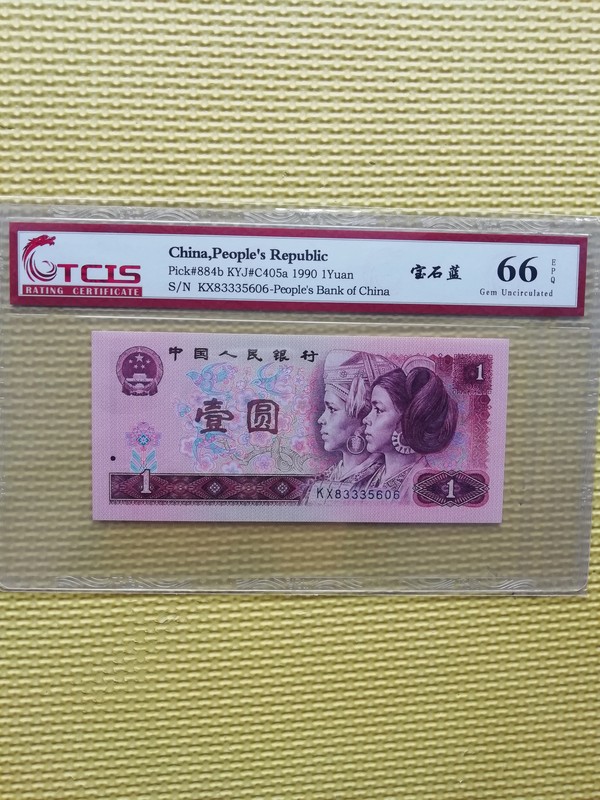 TCIS
RATING CERTIFICATE
China,People's Republic
Pick#884b KYJ#C405a 1990 1Yuan
S/N KX83335606-People's Bank of China
宝石蓝
66
EPQ
Gem Uncirculated
中国人民银行
1
壹圆
KX83335606
1
1